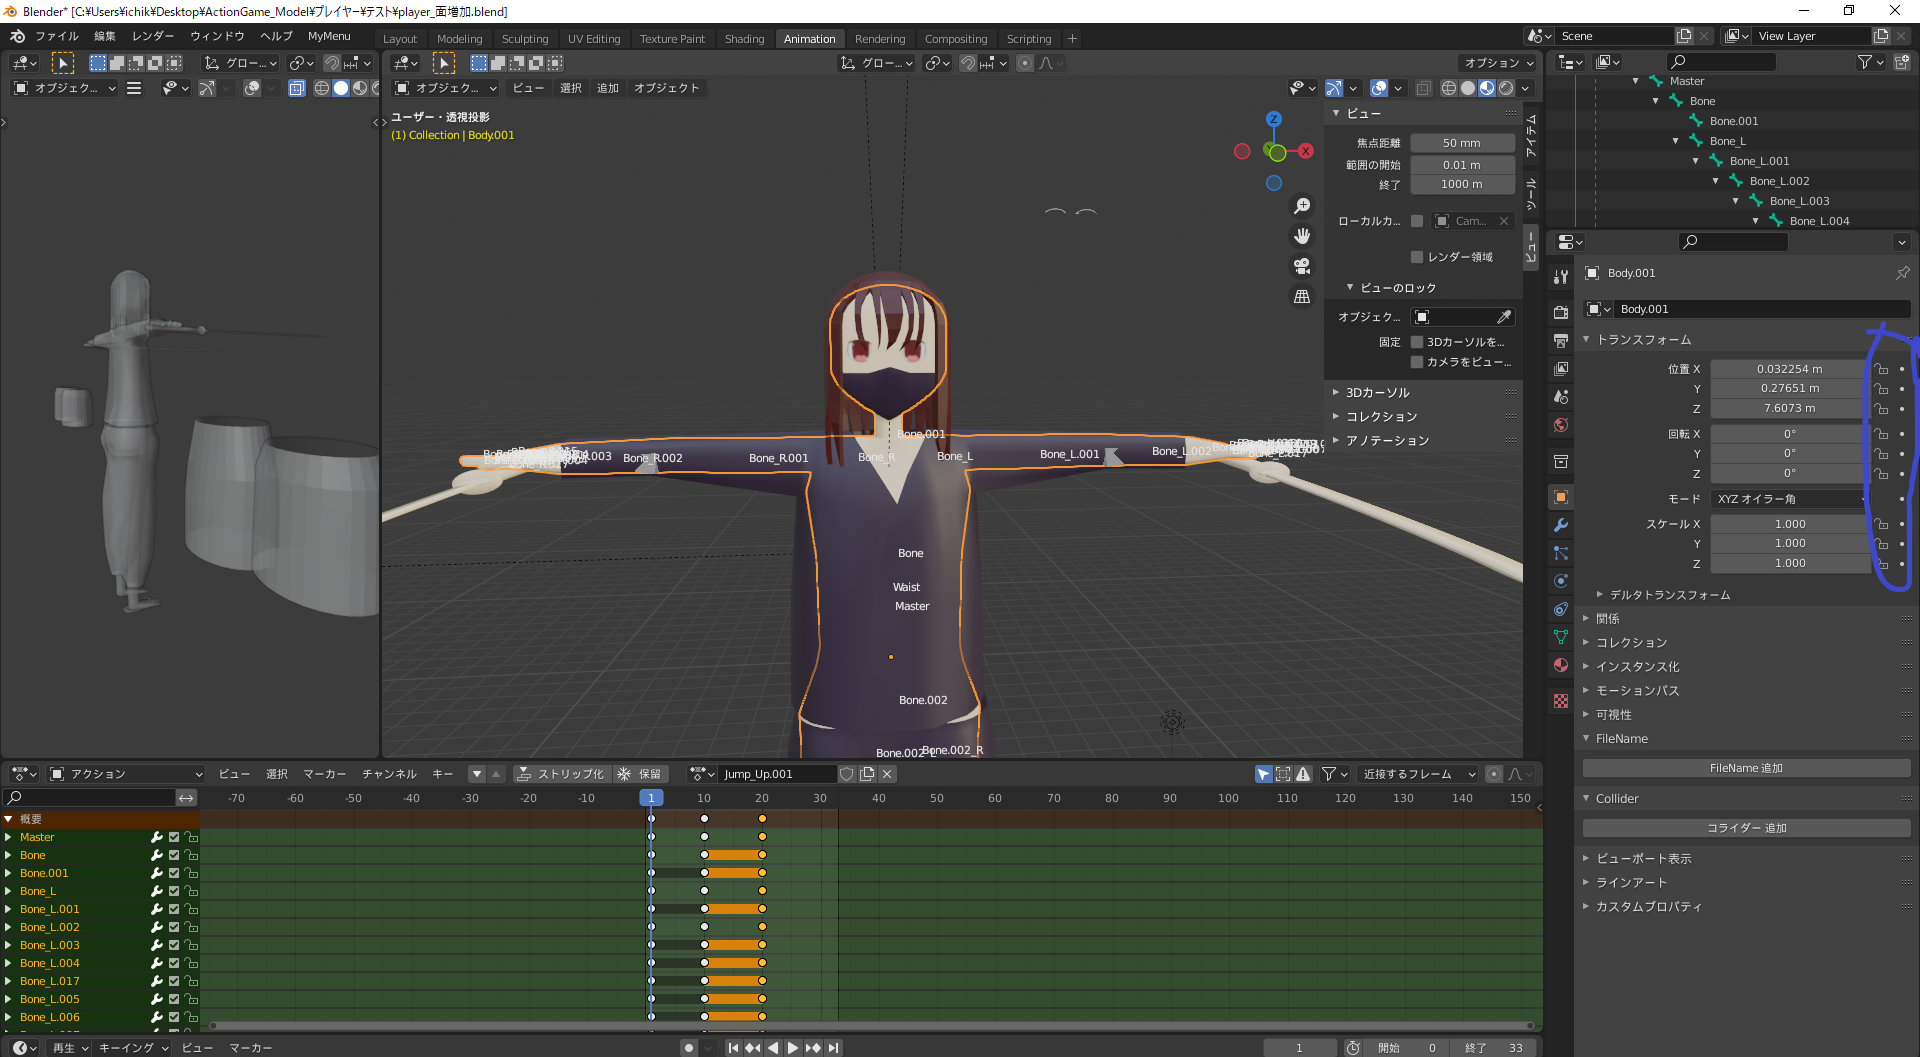 Blender* [C:¥Users¥ichik¥Desktop¥ActionGame_Model¥プレイヤー¥テスト¥player_面増加.blend]
ファイル 編集 レンダー ウィンドウ ヘルプ MyMenu
Layout Modeling Sculpting UV Editing Texture Paint Shading Animation Rendering Compositing Scripting +
Scene
View Layer
グロー...
グロー...
オプション
オブジェク...
オブジェク... ビュー 選択 追加 オブジェクト
ユーザー・透視投影
(1) Collection | Body.001
Z
X
ビュー
焦点距離 50 mm
範囲の開始 0.01 m
終了 1000 m
ローカルカ... Cam...
レンダー領域
ビューのロック
オブジェク...
固定 3Dカーソルを...
カメラをビュー...
3Dカーソル
コレクション
アノテーション
アイテム
ツール
ビュー
Bone.001
Bone_R.002
Bone_R.001
Bone_R
Bone_L
Bone_L.001
Bone_L.002
Bone
Waist
Master
Bone.002
Bone.002_L
Bone.002_R
Master
Bone
Bone.001
Bone_L
Bone_L.001
Bone_L.002
Bone_L.003
Bone_L.004
Body.001
Body.001
トランスフォーム
位置 X 0.032254 m
Y 0.27651 m
Z 7.6073 m
回転 X 0°
Y 0°
Z 0°
モード XYZ オイラー角
スケール X 1.000
Y 1.000
Z 1.000
デルタトランスフォーム
関係
コレクション
インスタンス化
モーションパス
可視性
FileName
FileName 追加
Collider
コライダー 追加
ビューポート表示
ラインアート
カスタムプロパティ
アクション ビュー 選択 マーカー チャンネル キー ストリップ化 保留 Jump_Up.001 近接するフレーム
-70 -60 -50 -40 -30 -20 -10 1 10 20 30 40 50 60 70 80 90 100 110 120 130 140 150
概要
Master
Bone
Bone.001
Bone_L
Bone_L.001
Bone_L.002
Bone_L.003
Bone_L.004
Bone_L.017
Bone_L.005
Bone_L.006
再生 キーイング ビュー マーカー 1 開始 0 終了 33